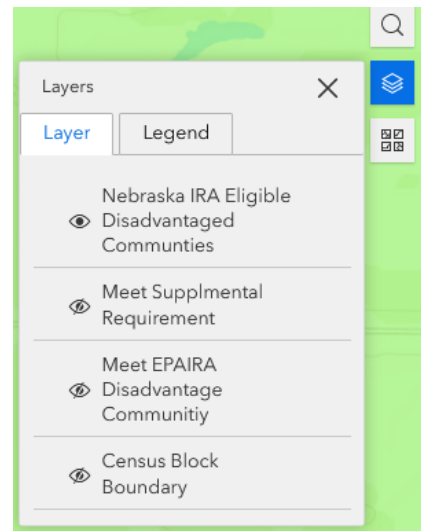 Layers
Layer
Legend
Nebraska IRA Eligible
Disadvantaged
Communties
Meet Supplmental
Requirement
Meet EPAIRA
Disadvantage
Communitiy
Census Block
Boundary